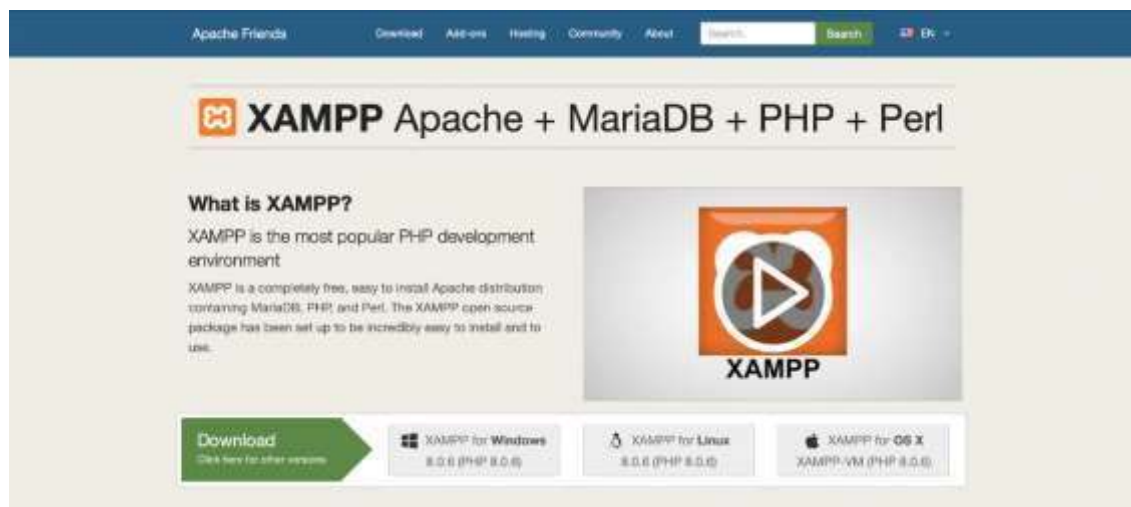 Apache Friends Download Add-ons Hosting Community About Search... Search EN
XAMPP Apache + MariaDB + PHP + Perl
What is XAMPP?
XAMPP is the most popular PHP development
environment
XAMPP is a completely free, easy to install Apache distribution
containing MariaDB, PHP, and Perl. The XAMPP open source
package has been set up to be incredibly easy to install and to
use.
XAMPP
Download
Click here for other versions
XAMPP for Windows
8.0.6 (PHP 8.0.6)
XAMPP for Linux
8.0.6 (PHP 8.0.6)
XAMPP for OS X
XAMPP-VM (PHP 8.0.6)